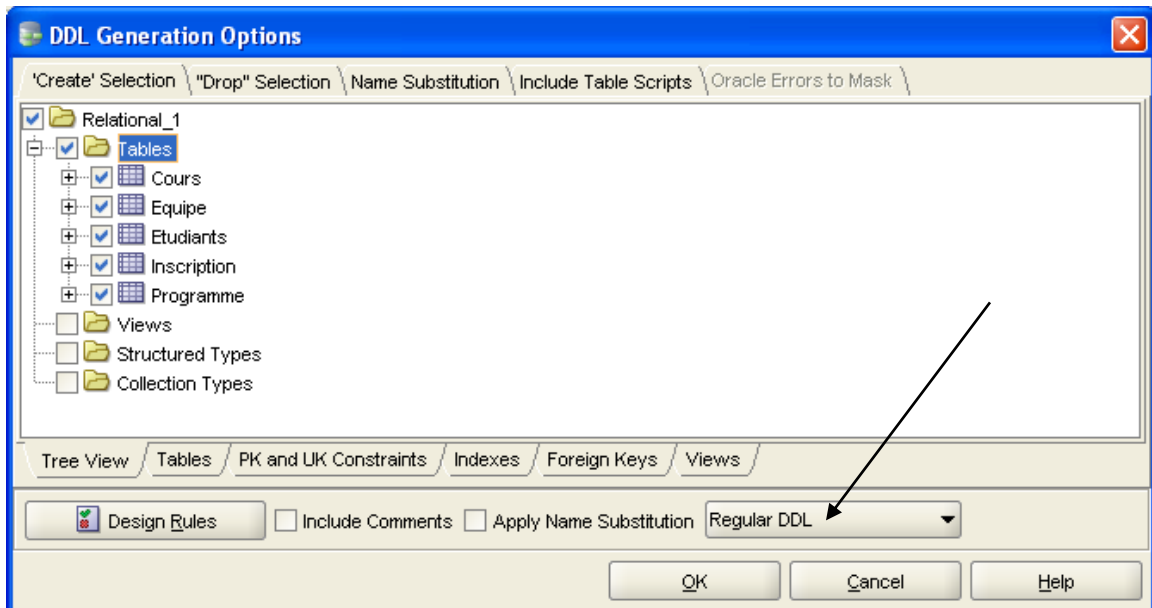 DDL Generation Options
'Create' Selection "Drop" Selection Name Substitution Include Table Scripts Oracle Errors to Mask
Relational_1
Tables
Cours
Equipe
Etudiants
Inscription
Programme
Views
Structured Types
Collection Types
Tree View Tables PK and UK Constraints Indexes Foreign Keys Views
Design Rules Include Comments Apply Name Substitution Regular DDL
OK Cancel Help